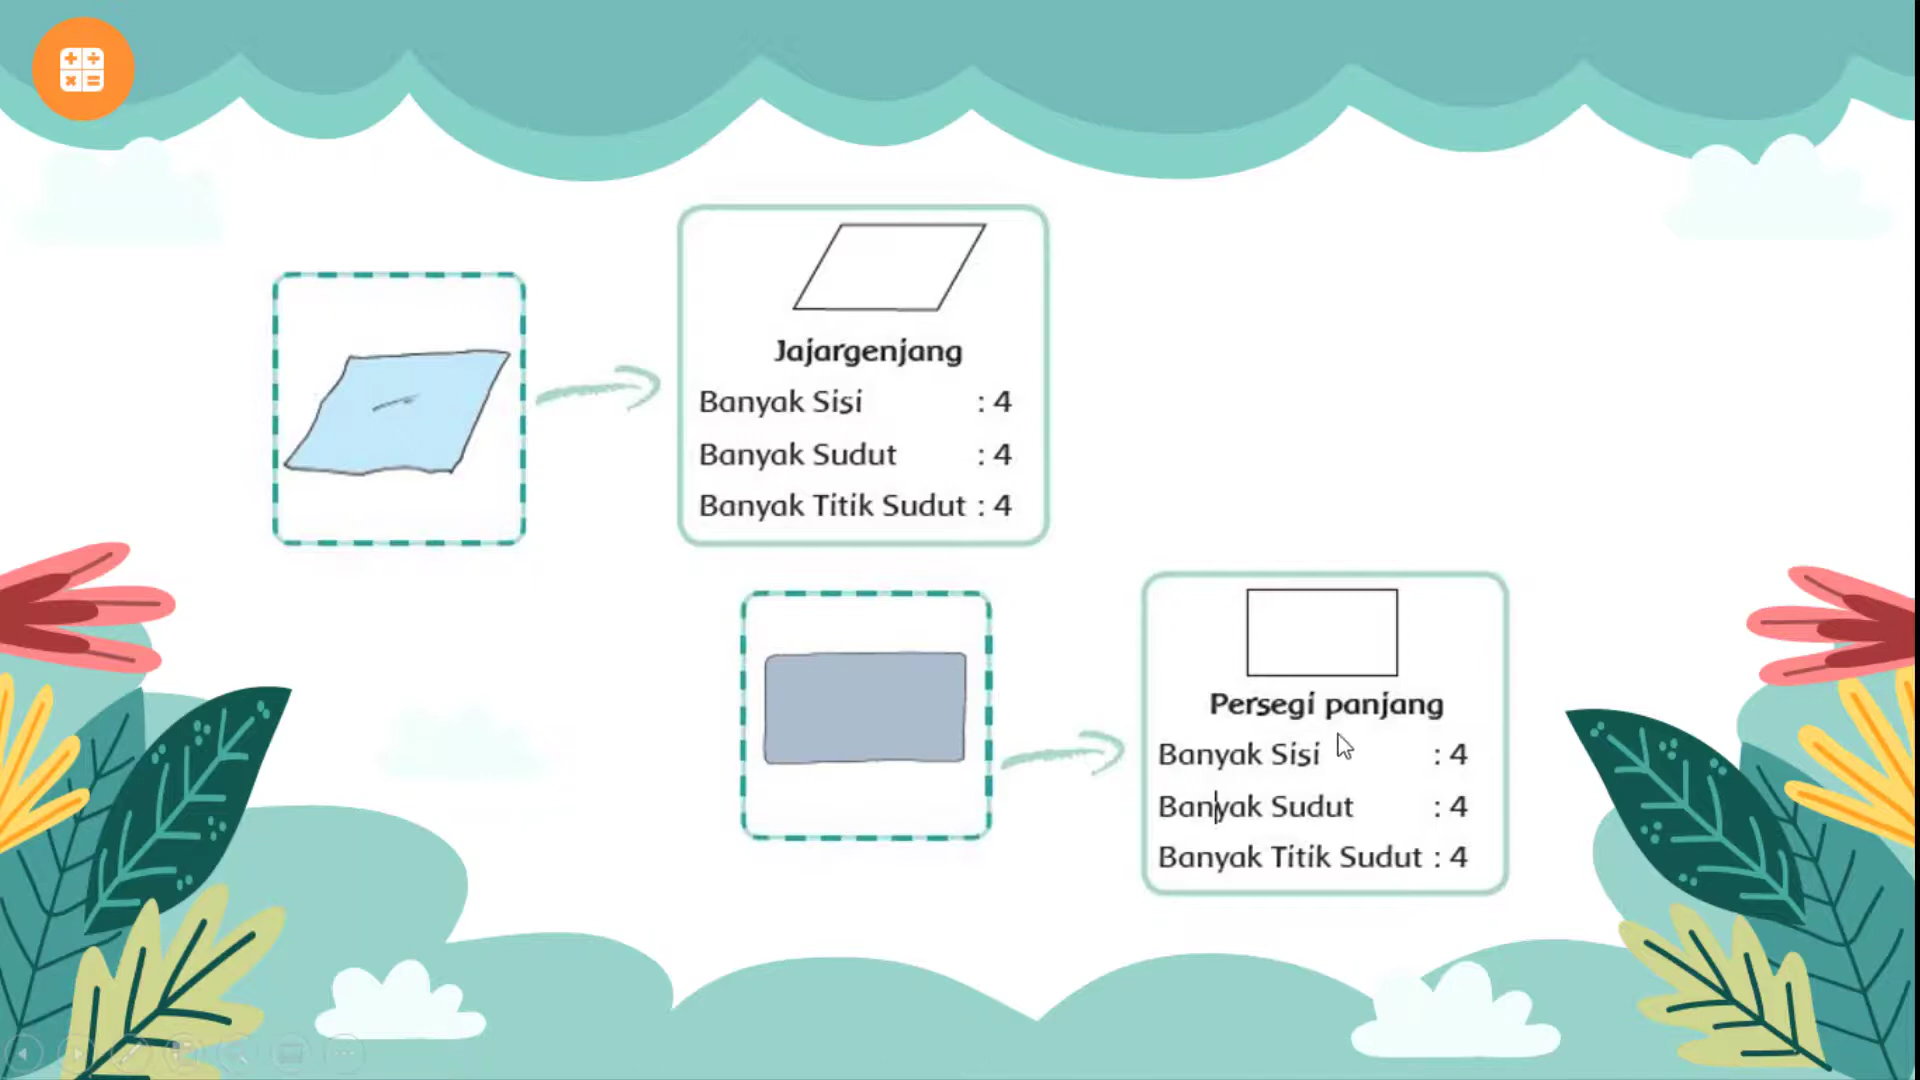 Jajargenjang
Banyak Sisi : 4
Banyak Sudut : 4
Banyak Titik Sudut : 4
Persegi panjang
Banyak Sisi : 4
Banyak Sudut : 4
Banyak Titik Sudut : 4